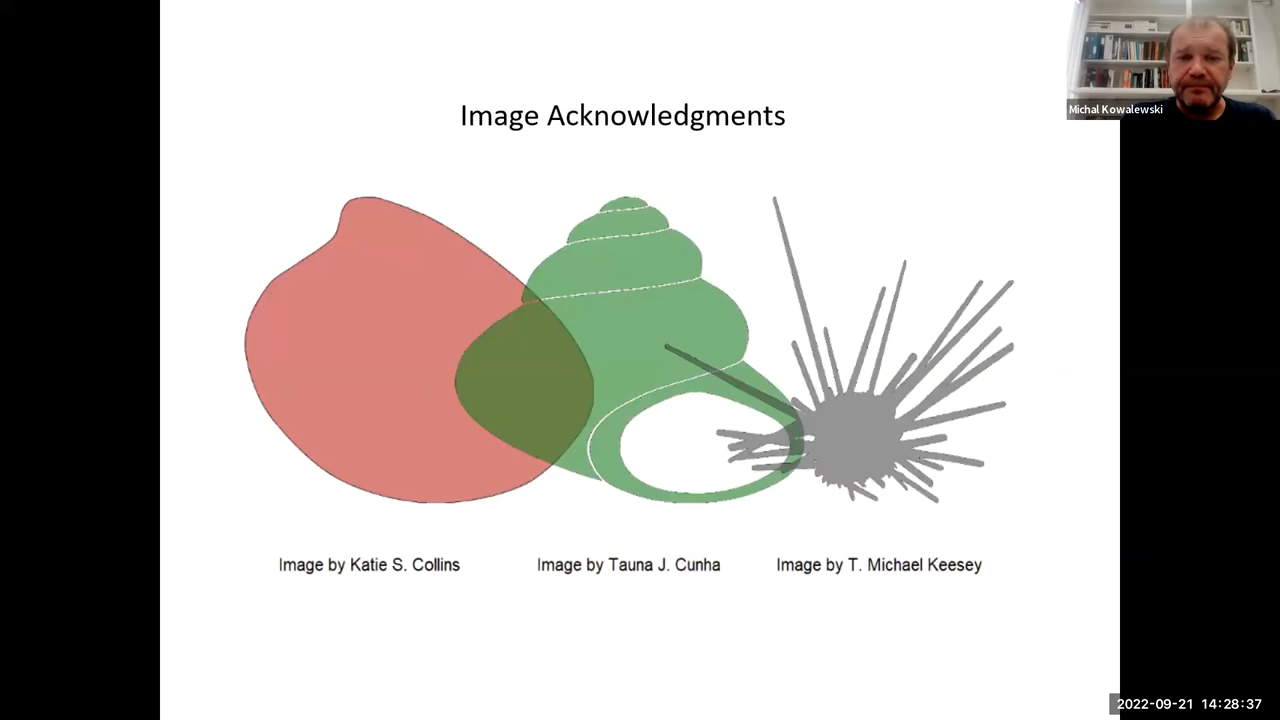 Image Acknowledgments
Michal Kowalewski
Image by Katie S. Collins
Image by Tauna J. Cunha
Image by T. Michael Keesey
2022-09-21 14:28:37